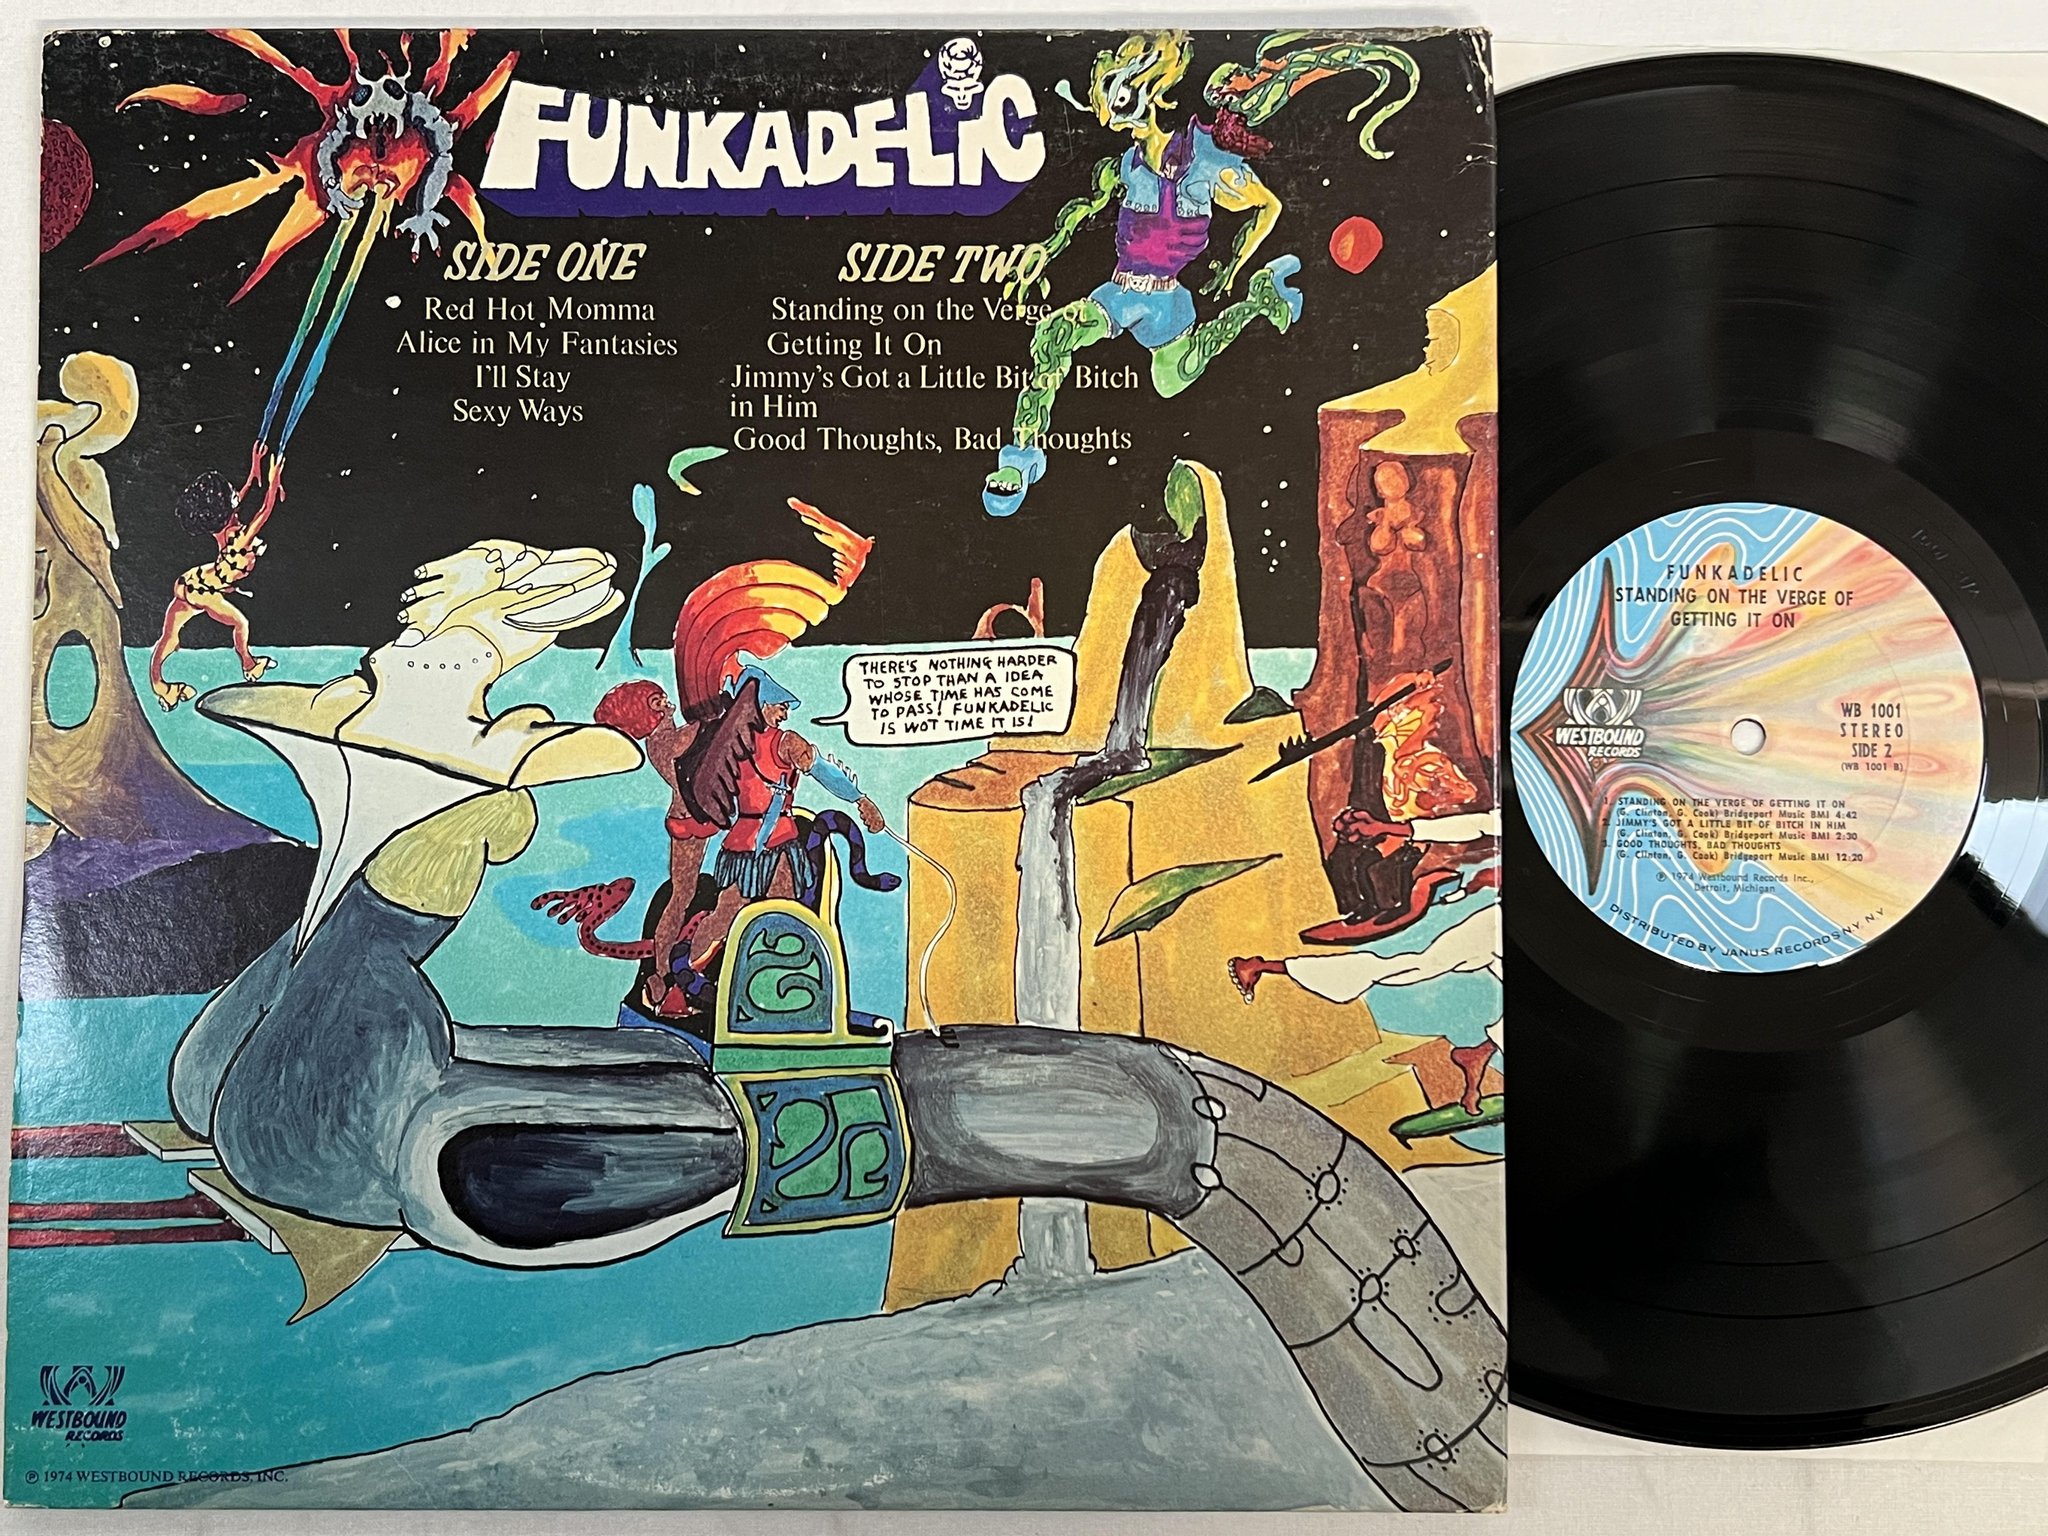 FUNKADELIC
SIDE ONE
Red Hot Momma
Alice in My Fantasies
I'll Stay
Sexy Ways
SIDE TWO
Standing on the Verge of
Getting It On
Jimmy's Got a Little Bit of Bitch
in Him
Good Thoughts, Bad Thoughts
THERE'S NOTHING HARDER
TO STOP THAN A IDEA
WHOSE TIME HAS COME
TO PASS! FUNKADELIC
IS WOT TIME IT IS!
WESTBOUND
RECORDS
℗ 1974 WESTBOUND RECORDS, INC.
FUNKADELIC
STANDING ON THE VERGE OF
GETTING IT ON
WESTBOUND
RECORDS
WB 1001
STEREO
SIDE 2
(WB 1001 B)
1. STANDING ON THE VERGE OF GETTING IT ON
(G. Clinton, G. Cook) Bridgeport Music BMI 4:42
2. JIMMY'S GOT A LITTLE BIT OF BITCH IN HIM
(G. Clinton, G. Cook) Bridgeport Music BMI 2:30
3. GOOD THOUGHTS, BAD THOUGHTS
(G. Clinton, G. Cook) Bridgeport Music BMI 12:20
℗ 1974 Westbound Records Inc.,
Detroit, Michigan
DISTRIBUTED BY JANUS RECORDS N.Y. N.Y